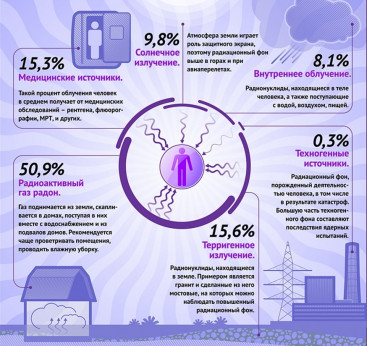 15,3%
Медицинские источники.
Такой процент облучения человек
в среднем получает от медицинских
обследований – рентгена, флюорог-
рафии, МРТ, и других.
9,8%
Солнечное
излучение.
Атмосфера земли играет
роль защитного экрана,
поэтому радиационный фон
выше в горах и при
авиаперелетах.
8,1%
Внутреннее облучение.
Радионуклиды, находящиеся в теле
человека, а также поступающие
с водой, воздухом, пищей.
50,9%
Радиоактивный
газ радон.
Газ поднимается из земли, скапли-
вается в домах, поступая в них
вместе с водоснабжением и из
подвалов домов. Рекомендуется
чаще проветривать помещения,
проводить влажную уборку.
0,3%
Техногенные
источники.
Радиационный фон,
порожденный деятельнос-
тью человека, в том числе
в результате катастроф.
Большую часть техноген-
ного фона составляют
последствия ядерных
испытаний.
15,6%
Терригенное
излучение.
Радионуклиды, находящиеся
в земле. Примером является
гранит и сделанные из него
мостовые, на которых можно
наблюдать повышенный
радиационный фон.